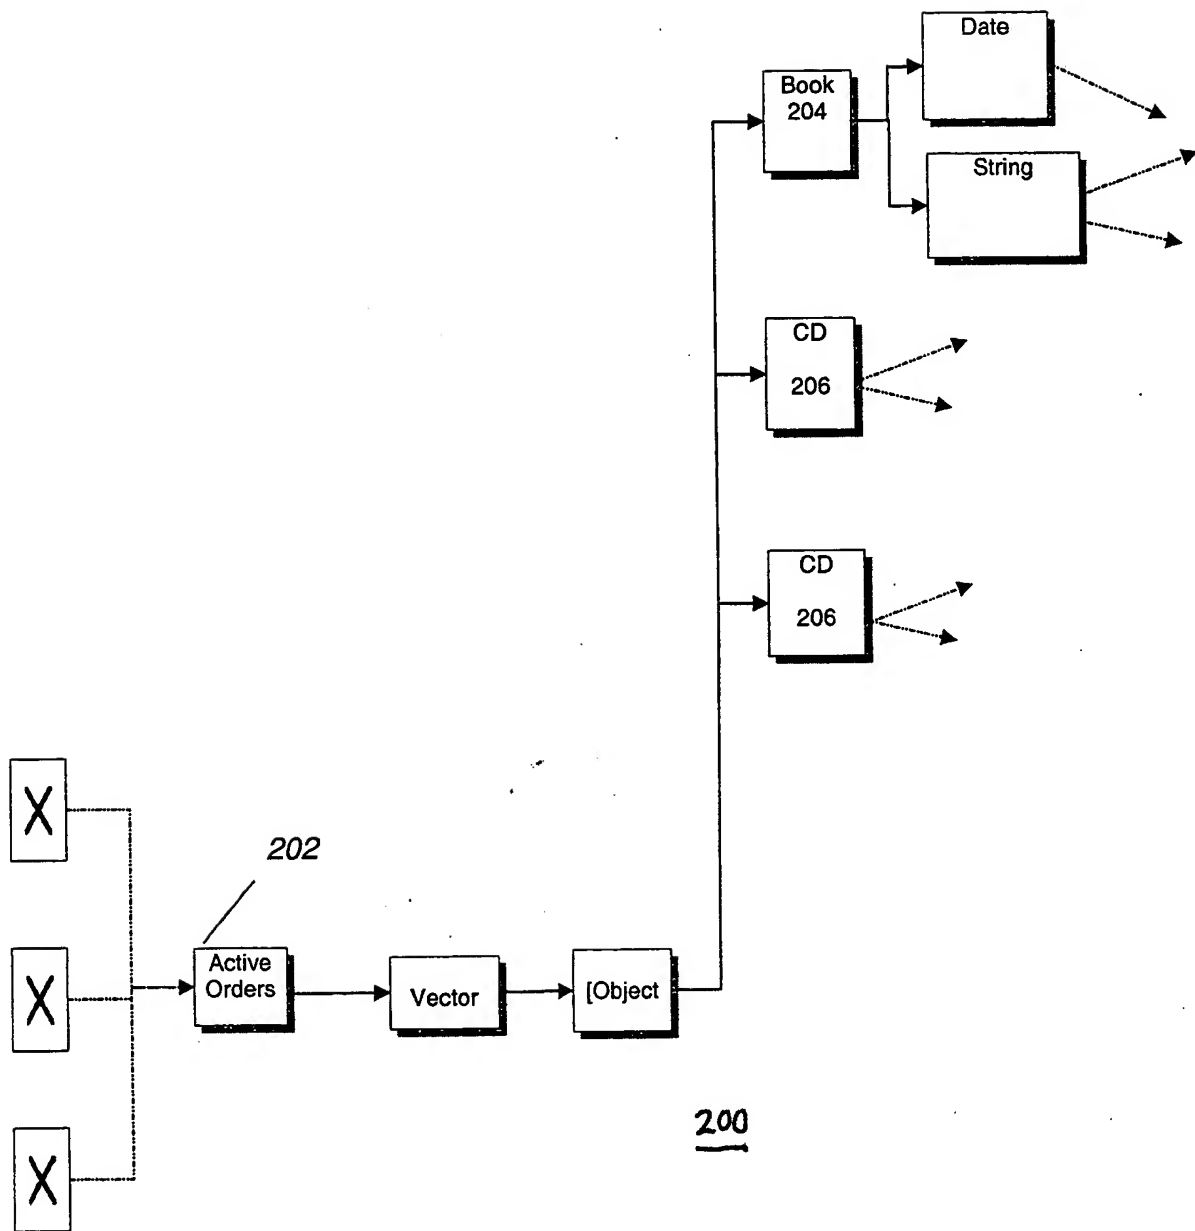 Date
Book
204
String
CD
206
CD
206
X
202
Active
Orders
X
Vector
[Object
200
X